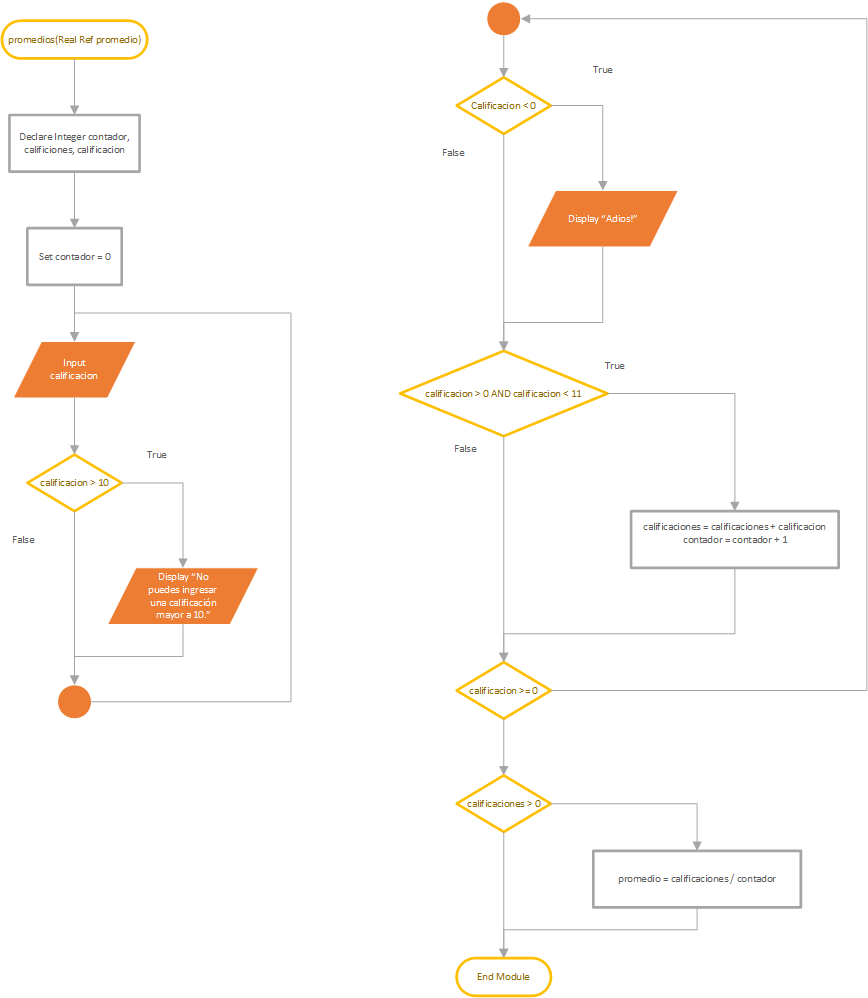 promedios(Real Ref promedio)
Declare Integer contador,
calificiones, calificacion
Set contador = 0
Input
calificacion
calificacion > 10
True
False
Display “No
puedes ingresar
una calificación
mayor a 10.”
Calificacion < 0
True
False
Display “Adios!”
calificacion > 0 AND calificacion < 11
True
False
calificaciones = calificaciones + calificacion
contador = contador + 1
calificacion >= 0
calificaciones > 0
promedio = calificaciones / contador
End Module